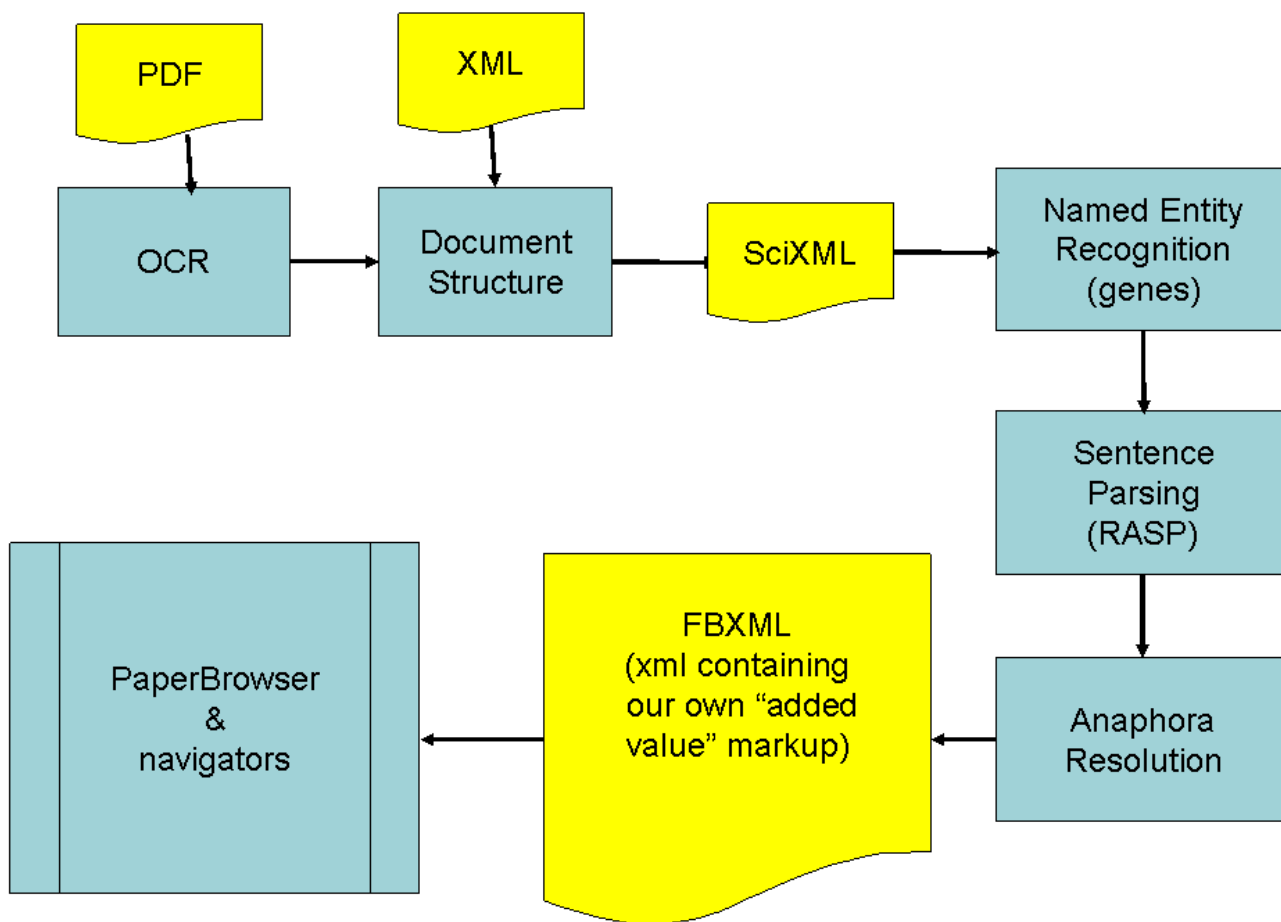 PDF
XML
OCR
Document
Structure
SciXML
Named Entity
Recognition
(genes)
Sentence
Parsing
(RASP)
Anaphora
Resolution
FBXML
(xml containing
our own “added
value” markup)
PaperBrowser
&
navigators